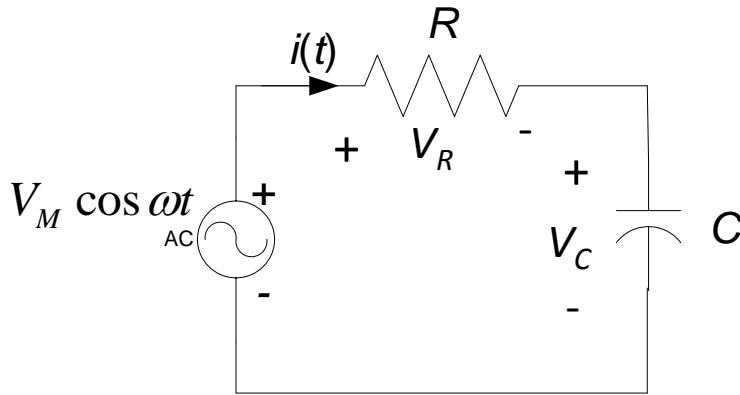 R
i(t)
+ V_R -
V_M cos ωt
+
AC
-
+
V_C
-
C